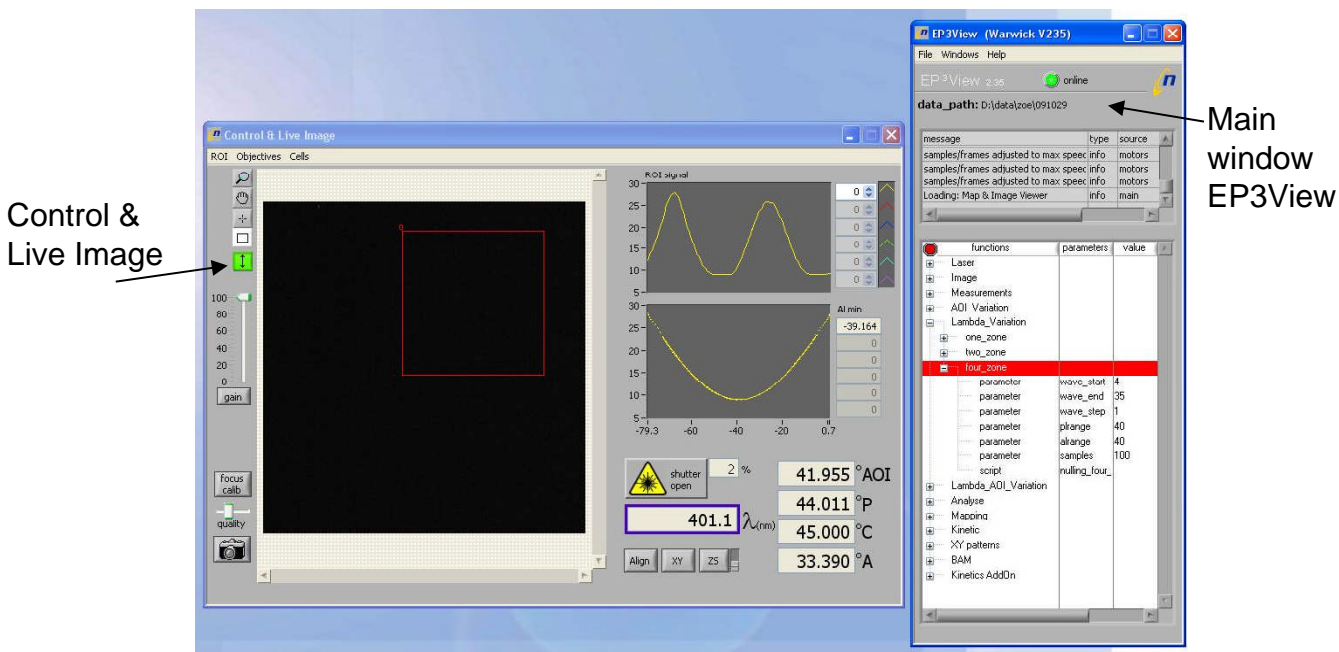 Control &
Live Image
Main
window
EP3View
Control & Live Image
ROI Objectives Cells
100
80
60
40
20
0
gain
focus
calib
quality
0
ROI signal
30
25
20
15
10
5
0
0
0
0
0
0
30
25
20
15
10
5
-79.3 -60 -40 -20 0.7
Al min
-39.164
0
0
0
0
0
shutter
open
2 %
401.1 λ(nm)
Align XY ZS
41.955 °AOI
44.011 °P
45.000 °C
33.390 °A
EP3View (Warwick V235)
File Windows Help
EP³View 2.35 online
data_path: D:\data\zoe\091029
message type source
samples/frames adjusted to max speed info motors
samples/frames adjusted to max speed info motors
samples/frames adjusted to max speed info motors
Loading: Map & Image Viewer info main
functions parameters value
Laser
Image
Measurements
AOI_Variation
Lambda_Variation
one_zone
two_zone
four_zone
parameter wave_start 4
parameter wave_end 35
parameter wave_step 1
parameter plrange 40
parameter alrange 40
parameter samples 100
script nulling_four_
Lambda_AOI_Variation
Analyse
Mapping
Kinetic
XY patterns
BAM
Kinetics AddOn